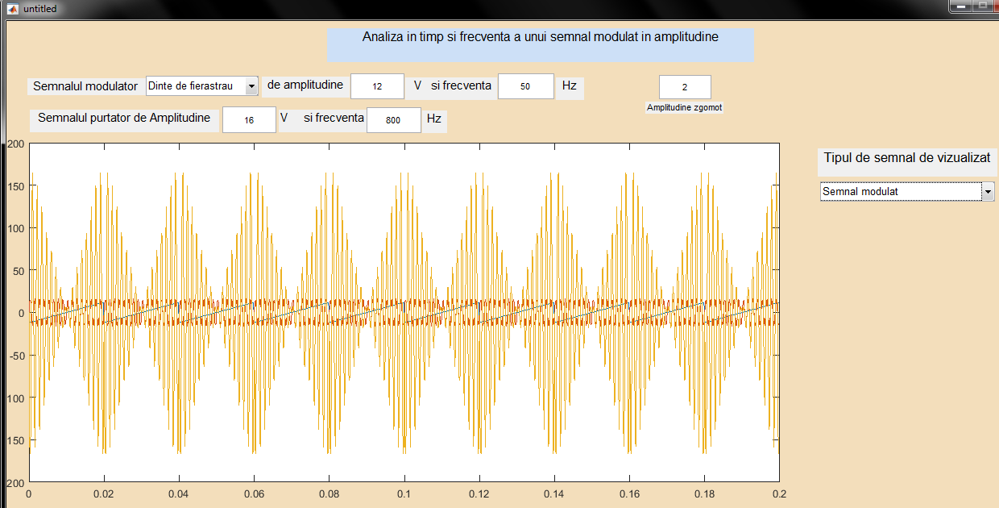 untitled
Analiza in timp si frecventa a unui semnal modulat in amplitudine
Semnalul modulator Dinte de fierastrau de amplitudine 12 V si frecventa 50 Hz 2
Amplitudine zgomot
Semnalul purtator de Amplitudine 16 V si frecventa 800 Hz
Tipul de semnal de vizualizat
Semnal modulat
200
150
100
50
0
-50
100
150
200
0 0.02 0.04 0.06 0.08 0.1 0.12 0.14 0.16 0.18 0.2